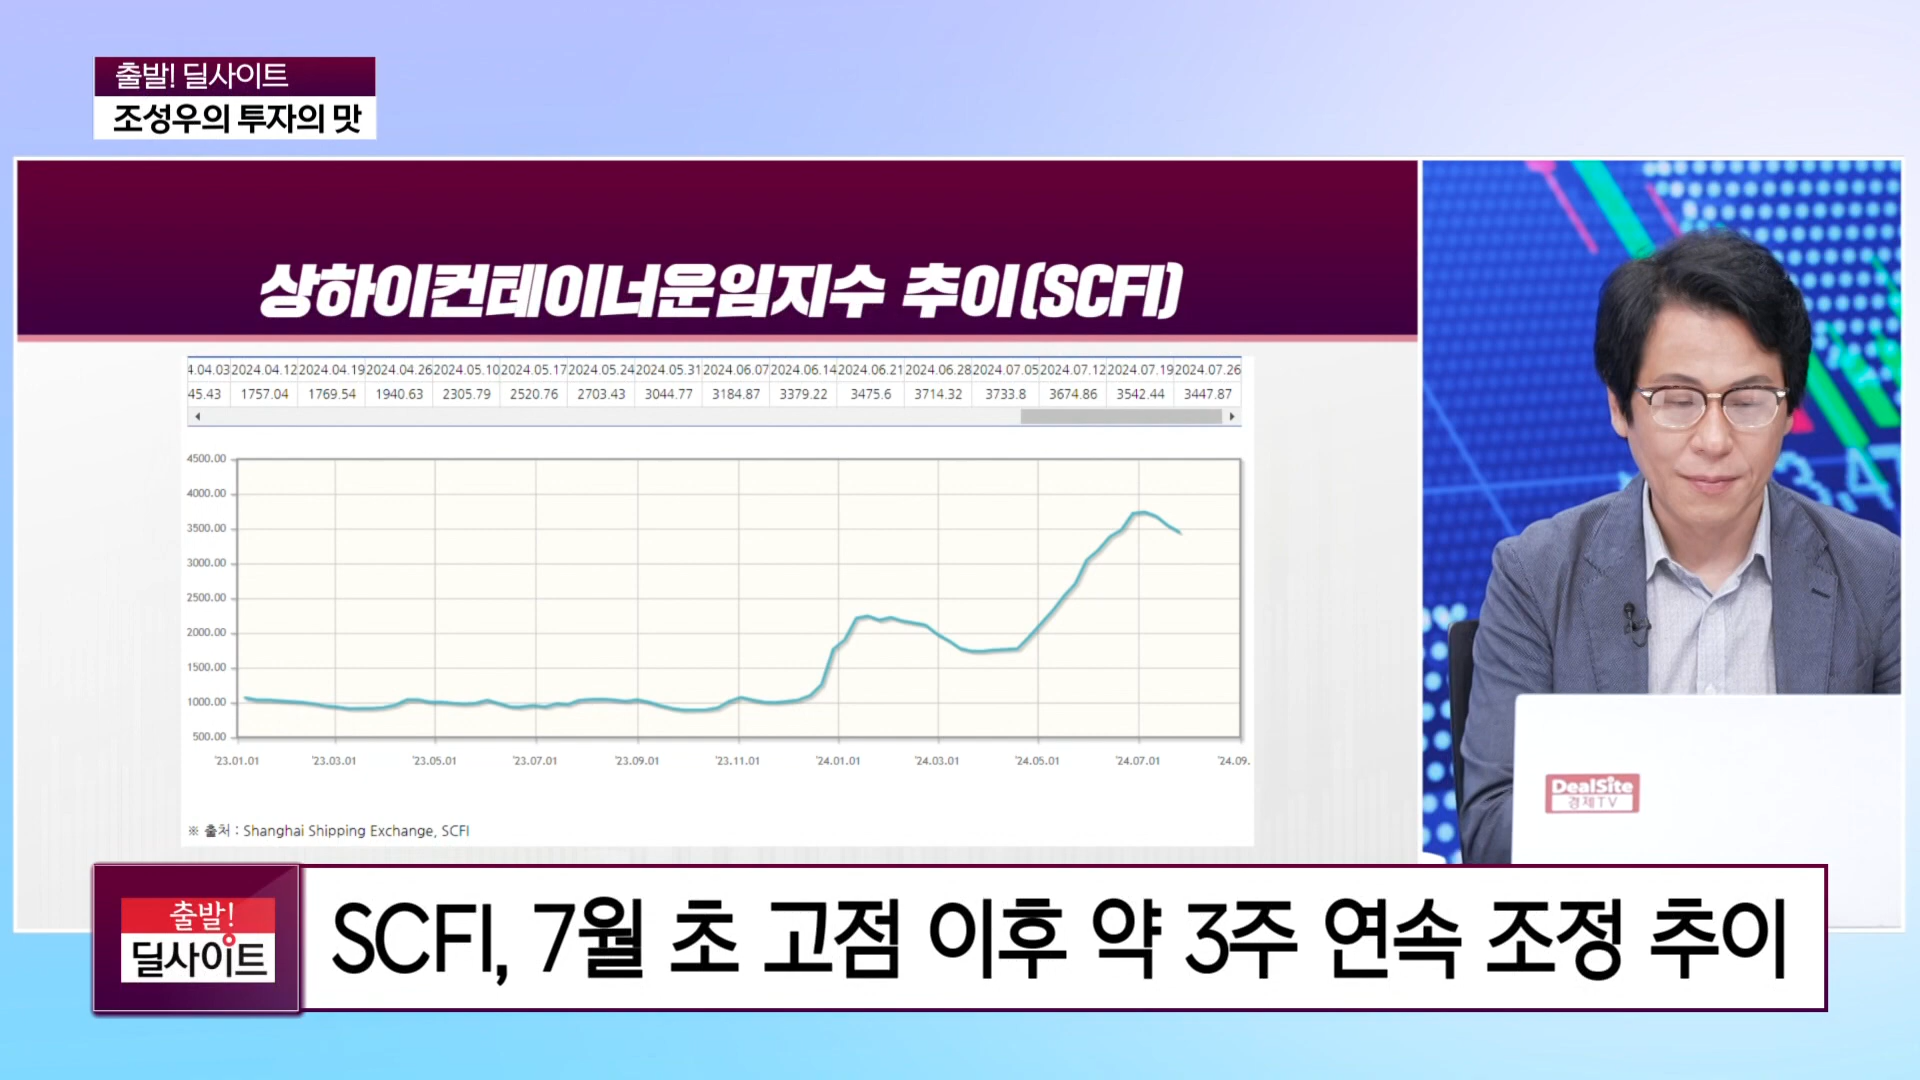 출발! 딜사이트
조성우의 투자의 맛
상하이컨테이너운임지수 추이(SCFI)
4.04.03 2024.04.12 2024.04.19 2024.04.26 2024.05.10 2024.05.17 2024.05.24 2024.05.31 2024.06.07 2024.06.14 2024.06.21 2024.06.28 2024.07.05 2024.07.12 2024.07.19 2024.07.26
45.43 1757.04 1769.54 1940.63 2305.79 2520.76 2703.43 3044.77 3184.87 3379.22 3475.6 3714.32 3733.8 3674.86 3542.44 3447.87
4500.00
4000.00
3500.00
3000.00
2500.00
2000.00
1500.00
1000.00
500.00
'23.01.01 '23.03.01 '23.05.01 '23.07.01 '23.09.01 '23.11.01 '24.01.01 '24.03.01 '24.05.01 '24.07.01 '24.09.
※ 출처 : Shanghai Shipping Exchange, SCFI
3,47
DealSite
경제TV
출발!
딜사이트
SCFI, 7월 초 고점 이후 약 3주 연속 조정 추이